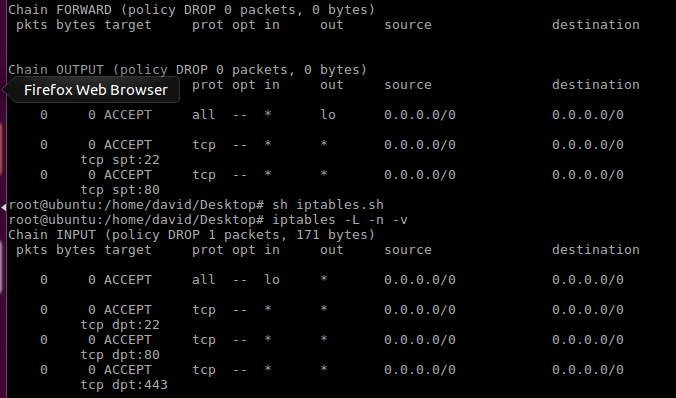 Chain FORWARD (policy DROP 0 packets, 0 bytes)
pkts bytes target prot opt in out source destination
Chain OUTPUT (policy DROP 0 packets, 0 bytes)
Firefox Web Browser prot opt in out source destination
0 0 ACCEPT all -- * lo 0.0.0.0/0 0.0.0.0/0
0 0 ACCEPT tcp -- * * 0.0.0.0/0 0.0.0.0/0
tcp spt:22
0 0 ACCEPT tcp -- * * 0.0.0.0/0 0.0.0.0/0
tcp spt:80
root@ubuntu:/home/david/Desktop# sh iptables.sh
root@ubuntu:/home/david/Desktop# iptables -L -n -v
Chain INPUT (policy DROP 1 packets, 171 bytes)
pkts bytes target prot opt in out source destination
0 0 ACCEPT all -- lo * 0.0.0.0/0 0.0.0.0/0
0 0 ACCEPT tcp -- * * 0.0.0.0/0 0.0.0.0/0
tcp dpt:22
0 0 ACCEPT tcp -- * * 0.0.0.0/0 0.0.0.0/0
tcp dpt:80
0 0 ACCEPT tcp -- * * 0.0.0.0/0 0.0.0.0/0
tcp dpt:443